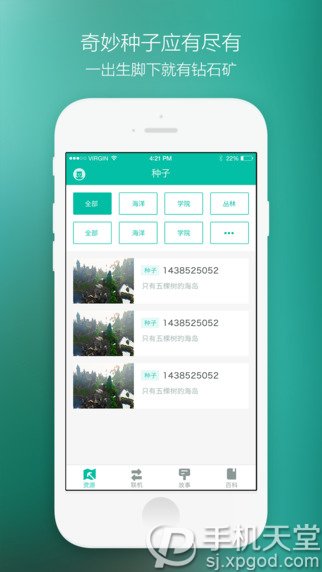 奇妙种子应有尽有
一出生脚下就有钻石矿
VIRGIN 4:21 PM 22%
种子
全部 海洋 学院 丛林
全部 海洋 学院 •••
种子 1438525052
只有五棵树的海岛
种子 1438525052
只有五棵树的海岛
种子 1438525052
只有五棵树的海岛
资源 联机 故事 百科
手机天堂
sj.xpgod.com